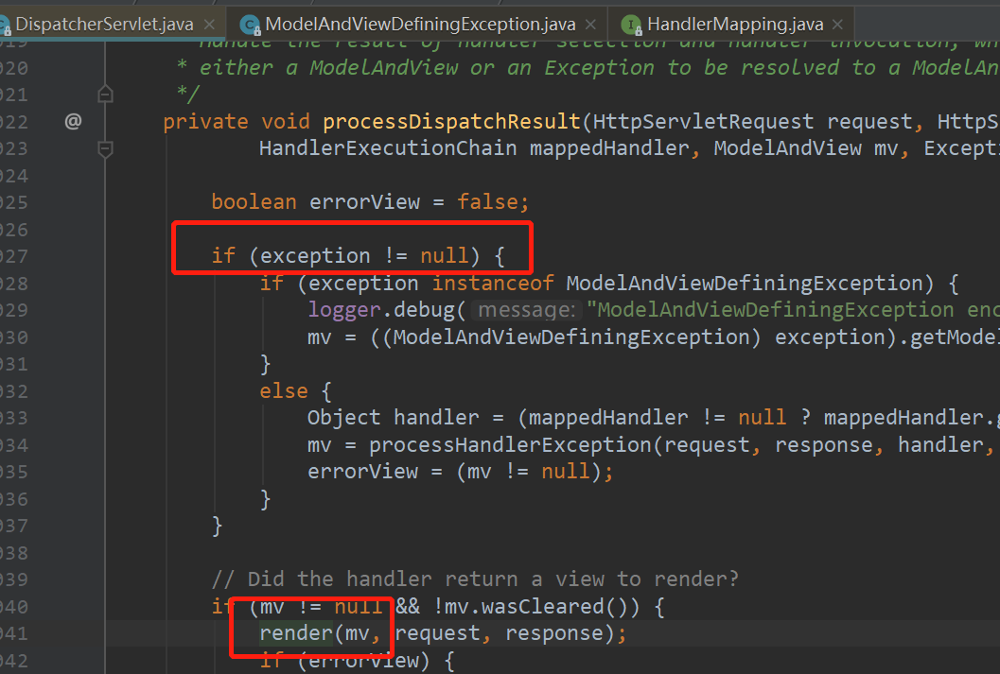 DispatcherServlet.java ModelAndViewDefiningException.java HandlerMapping.java
Handle the result of handler selection and handler invocation,
020 * either a ModelAndView or an Exception to be resolved to a ModelAn
021 */
022 @ private void processDispatchResult(HttpServletRequest request, HttpS
023 HandlerExecutionChain mappedHandler, ModelAndView mv, Excepti
024
025 boolean errorView = false;
026
027 if (exception != null) {
028 if (exception instanceof ModelAndViewDefiningException) {
029 logger.debug( message: "ModelAndViewDefiningException enc
030 mv = ((ModelAndViewDefiningException) exception).getModel
031 }
032 else {
033 Object handler = (mappedHandler != null ? mappedHandler.g
034 mv = processHandlerException(request, response, handler,
035 errorView = (mv != null);
036 }
037 }
038
039 // Did the handler return a view to render?
040 if (mv != null && !mv.wasCleared()) {
041 render(mv, request, response);
042 if (errorView) {